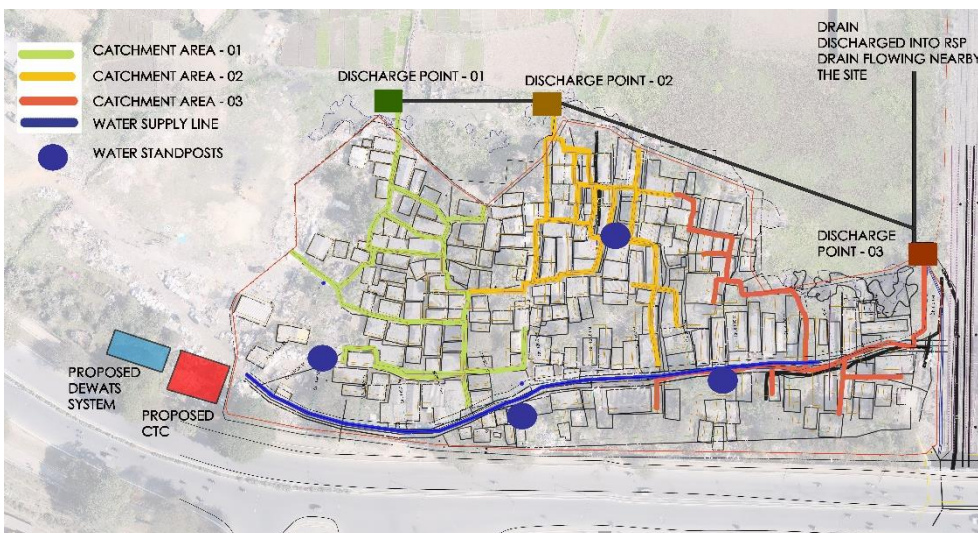 CATCHMENT AREA - 01
CATCHMENT AREA - 02
CATCHMENT AREA - 03
WATER SUPPLY LINE
WATER STANDPOSTS
DISCHARGE POINT - 01
DISCHARGE POINT - 02
DRAIN
DISCHARGED INTO RSP
DRAIN FLOWING NEARBY
THE SITE
DISCHARGE
POINT - 03
PROPOSED
DEWATS
SYSTEM
PROPOSED
CTC